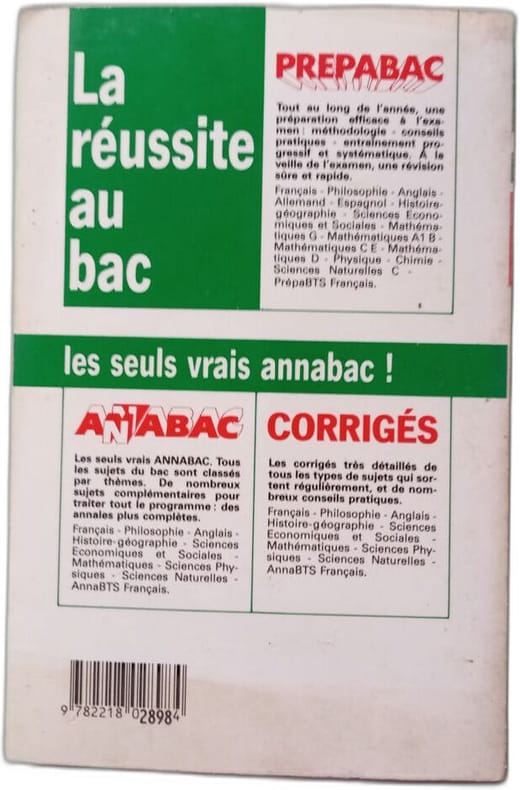 La
réussite
au
bac
PREPABAC
Tout au long de l'année, une
préparation efficace à l'exa-
men : méthodologie - conseils
pratiques - entraînement pro-
gressif et systématique. A la
veille de l'examen, une révision
sûre et rapide.
Français - Philosophie - Anglais -
Allemand - Espagnol - Histoire-
géographie - Sciences Econo-
miques et Sociales - Mathéma-
tiques G - Mathématiques A1 B -
Mathématiques C E - Mathéma-
tiques D - Physique - Chimie -
Sciences Naturelles C -
PrépaBTS Français.
les seuls vrais annabac !
ANNABAC
Les seuls vrais ANNABAC. Tous
les sujets du bac sont classés
par thèmes. De nombreux
sujets complémentaires pour
traiter tout le programme : des
annales plus complètes.
Français - Philosophie - Anglais -
Histoire-géographie - Sciences
Economiques et Sociales -
Mathématiques - Sciences Phy-
siques - Sciences Naturelles -
AnnaBTS Français.
CORRIGÉS
Les corrigés très détaillés de
tous les types de sujets qui sor-
tent régulièrement, et de nom-
breux conseils pratiques.
Français - Philosophie - Anglais -
Histoire-géographie - Sciences
Economiques et Sociales -
Mathématiques - Sciences Phy-
siques - Sciences Naturelles -
AnnaBTS Français.
9 782218 028984